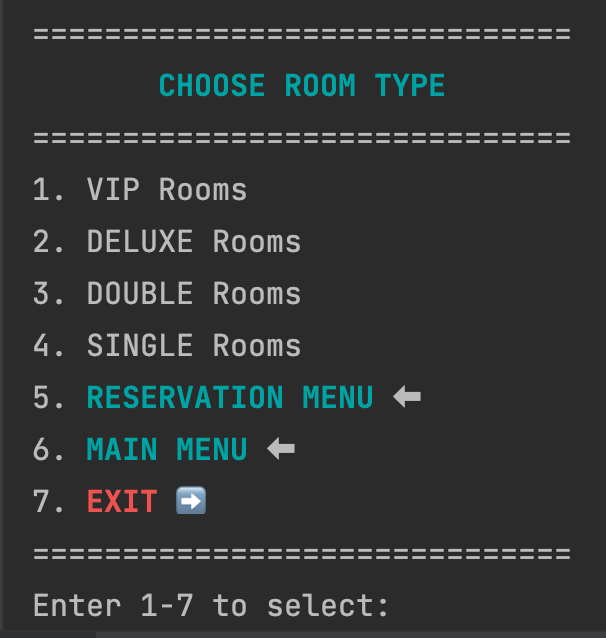 ==============================
CHOOSE ROOM TYPE
==============================
1. VIP Rooms
2. DELUXE Rooms
3. DOUBLE Rooms
4. SINGLE Rooms
5. RESERVATION MENU ⬅
6. MAIN MENU ⬅
7. EXIT ➡️
==============================
Enter 1-7 to select: